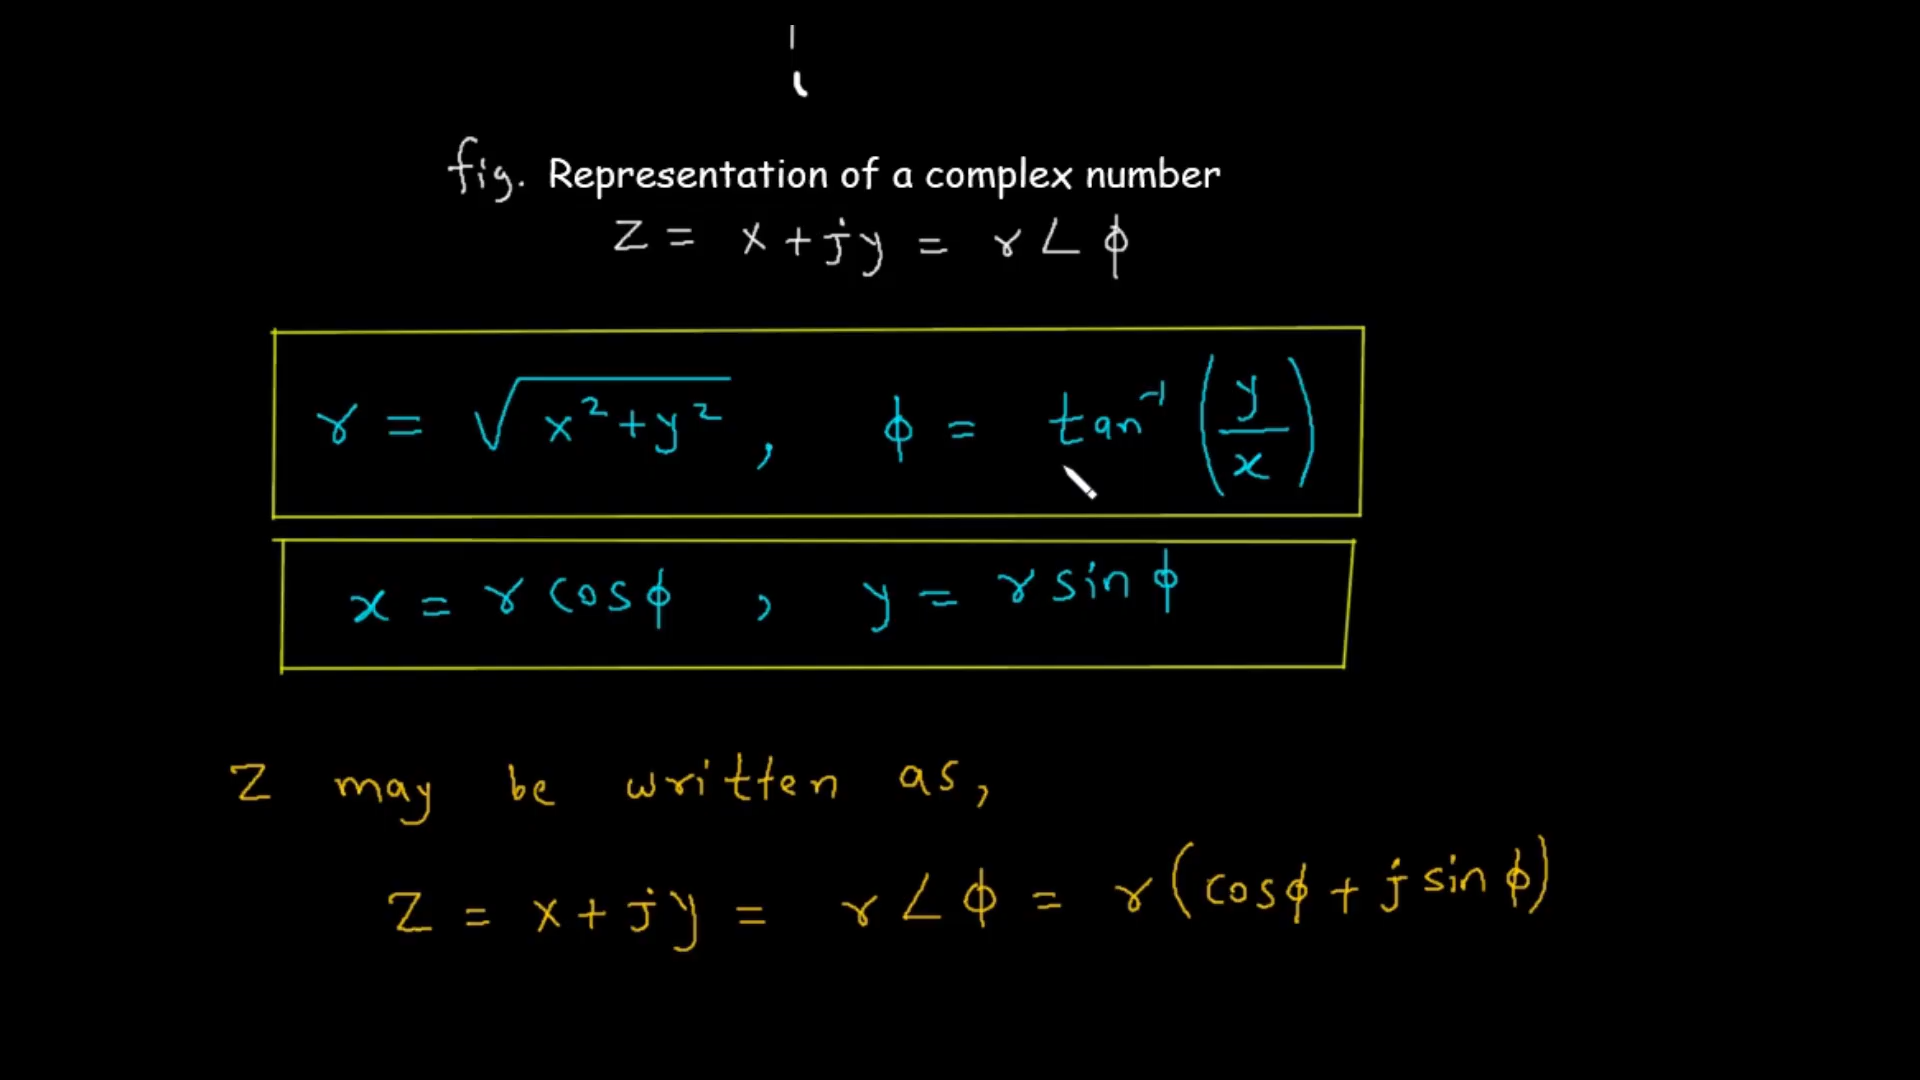 fig. Representation of a complex number
z = x + jy = r∠ϕ
r = √(x² + y²) , ϕ = tan⁻¹(y/x)
x = r cosϕ , y = r sinϕ
z may be written as,
z = x + jy = r∠ϕ = r(cosϕ + j sinϕ)